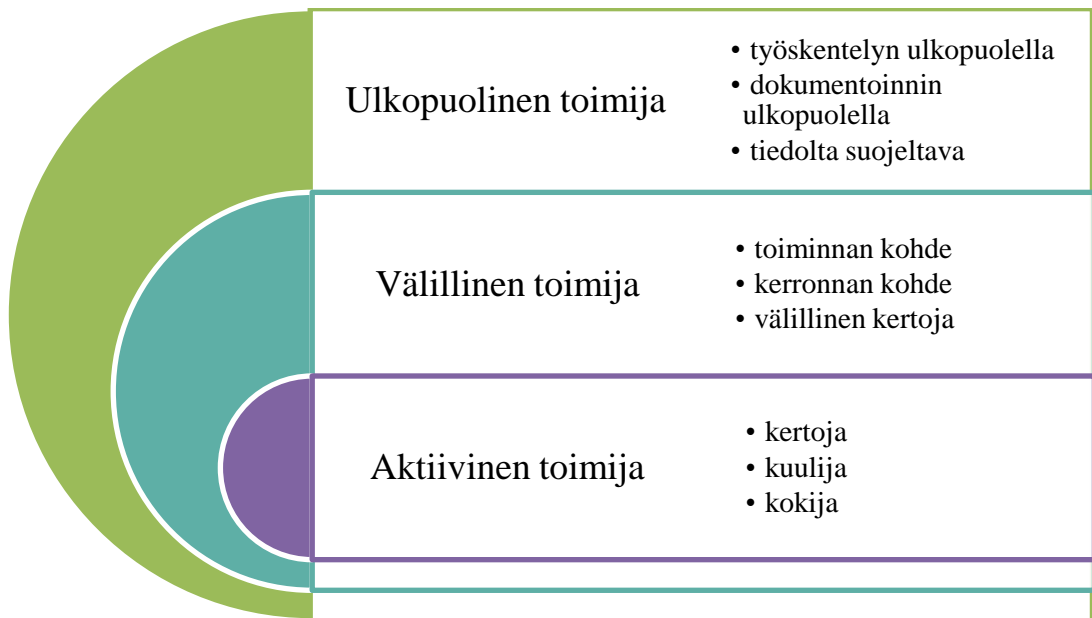 Ulkopuolinen toimija
• työskentelyn ulkopuolella
• dokumentoinnin
ulkopuolella
• tiedolta suojeltava
Välillinen toimija
• toiminnan kohde
• kerronnan kohde
• välillinen kertoja
Aktiivinen toimija
• kertoja
• kuulija
• kokija